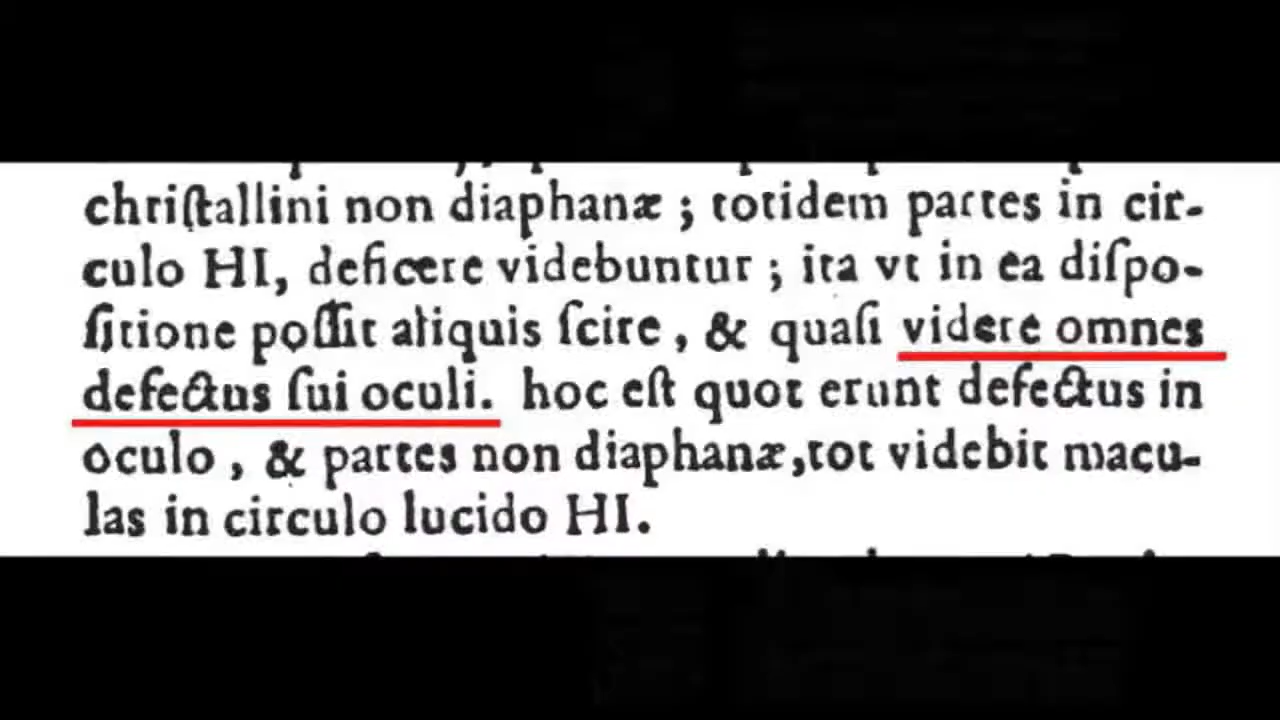 chriſtallini non diaphanæ ; totidem partes in cir-
culo HI, deficere videbuntur ; ita vt in ea diſpo-
ſitione poſſit aliquis ſcire , & quaſi videre omnes
defectus ſui oculi. hoc eſt quot erunt defectus in
oculo , & partes non diaphanæ,tot videbit macu-
las in circulo lucido HI.